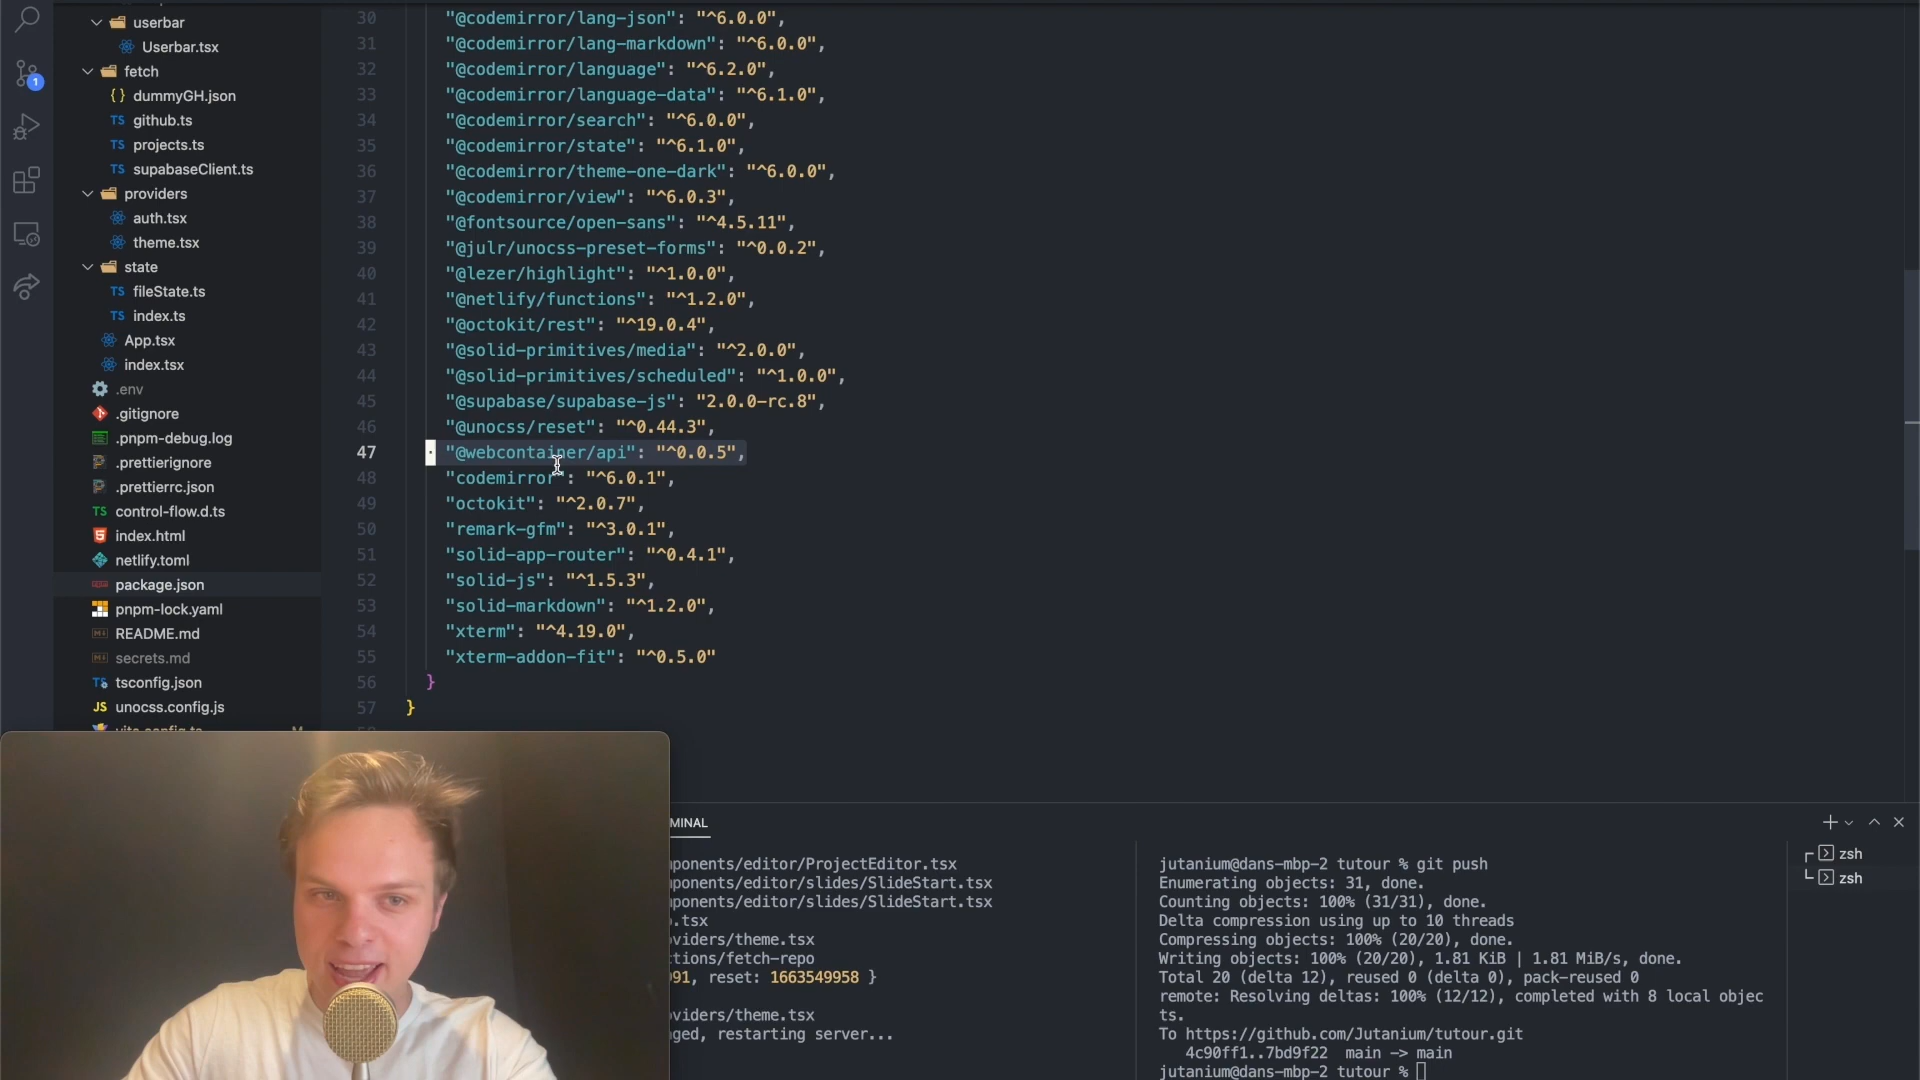 userbar
Userbar.tsx
fetch
dummyGH.json
github.ts
projects.ts
supabaseClient.ts
providers
auth.tsx
theme.tsx
state
fileState.ts
index.ts
App.tsx
index.tsx
.env
.gitignore
.pnpm-debug.log
.prettierignore
.prettierrc.json
control-flow.d.ts
index.html
netlify.toml
package.json
pnpm-lock.yaml
README.md
secrets.md
tsconfig.json
unocss.config.js
vite.config.ts M
1
30 "@codemirror/lang-json": "^6.0.0",
31 "@codemirror/lang-markdown": "^6.0.0",
32 "@codemirror/language": "^6.2.0",
33 "@codemirror/language-data": "^6.1.0",
34 "@codemirror/search": "^6.0.0",
35 "@codemirror/state": "^6.1.0",
36 "@codemirror/theme-one-dark": "^6.0.0",
37 "@codemirror/view": "^6.0.3",
38 "@fontsource/open-sans": "^4.5.11",
39 "@julr/unocss-preset-forms": "^0.0.2",
40 "@lezer/highlight": "^1.0.0",
41 "@netlify/functions": "^1.2.0",
42 "@octokit/rest": "^19.0.4",
43 "@solid-primitives/media": "^2.0.0",
44 "@solid-primitives/scheduled": "^1.0.0",
45 "@supabase/supabase-js": "2.0.0-rc.8",
46 "@unocss/reset": "^0.44.3",
47 "@webcontainer/api": "^0.0.5",
48 "codemirror": "^6.0.1",
49 "octokit": "^2.0.7",
50 "remark-gfm": "^3.0.1",
51 "solid-app-router": "^0.4.1",
52 "solid-js": "^1.5.3",
53 "solid-markdown": "^1.2.0",
54 "xterm": "^4.19.0",
55 "xterm-addon-fit": "^0.5.0"
56 }
57 }
MINAL
ponents/editor/ProjectEditor.tsx
ponents/editor/slides/SlideStart.tsx
ponents/editor/slides/SlideStart.tsx
.tsx
viders/theme.tsx
ctions/fetch-repo
91, reset: 1663549958 }
viders/theme.tsx
ged, restarting server...
jutanium@dans-mbp-2 tutour % git push
Enumerating objects: 31, done.
Counting objects: 100% (31/31), done.
Delta compression using up to 10 threads
Compressing objects: 100% (20/20), done.
Writing objects: 100% (20/20), 1.81 KiB | 1.81 MiB/s, done.
Total 20 (delta 12), reused 0 (delta 0), pack-reused 0
remote: Resolving deltas: 100% (12/12), completed with 8 local objec
ts.
To https://github.com/Jutanium/tutour.git
4c90ff1..7bd9f22 main -> main
jutanium@dans-mbp-2 tutour %
zsh
zsh